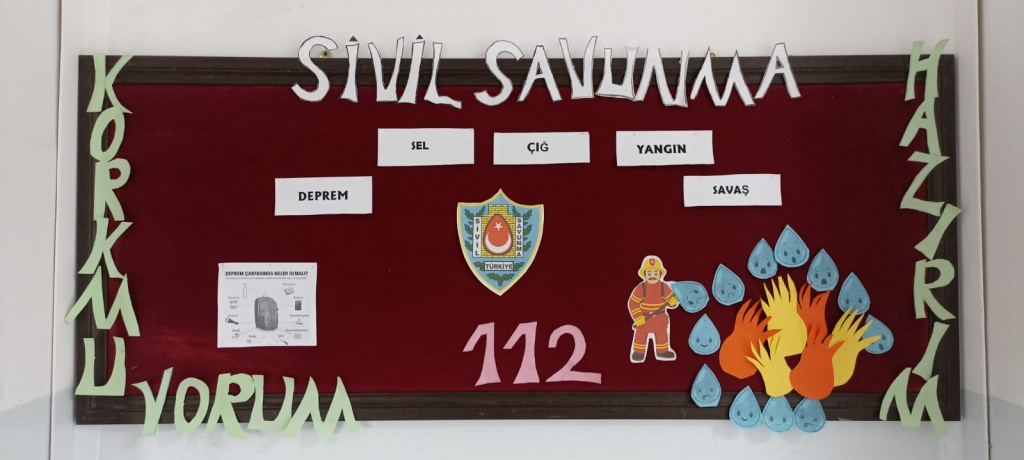 SİVİL SAVUNMA
KORKMUYORUM
HAZIRIM
DEPREM
SEL
ÇIĞ
YANGIN
SAVAŞ
SİVİL
SAVUNMA
TÜRKİYE
DEPREM ÇANTASINDA NELER OLMALI?
112